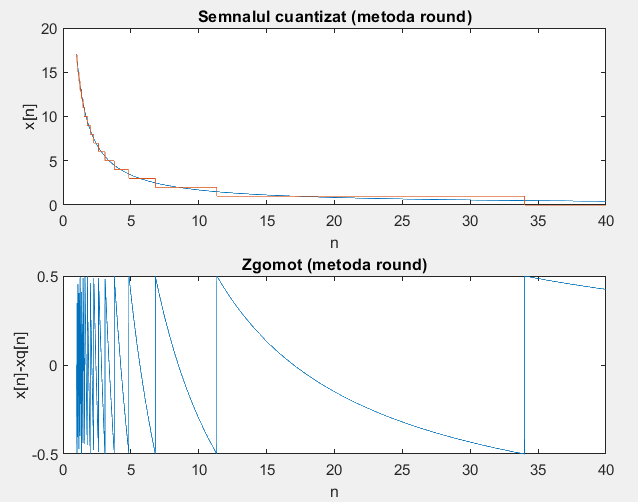 Semnalul cuantizat (metoda round)
20
15
10
5
0
x[n]
0 5 10 15 20 25 30 35 40
n
Zgomot (metoda round)
0.5
0
-0.5
x[n]-xq[n]
0 5 10 15 20 25 30 35 40
n